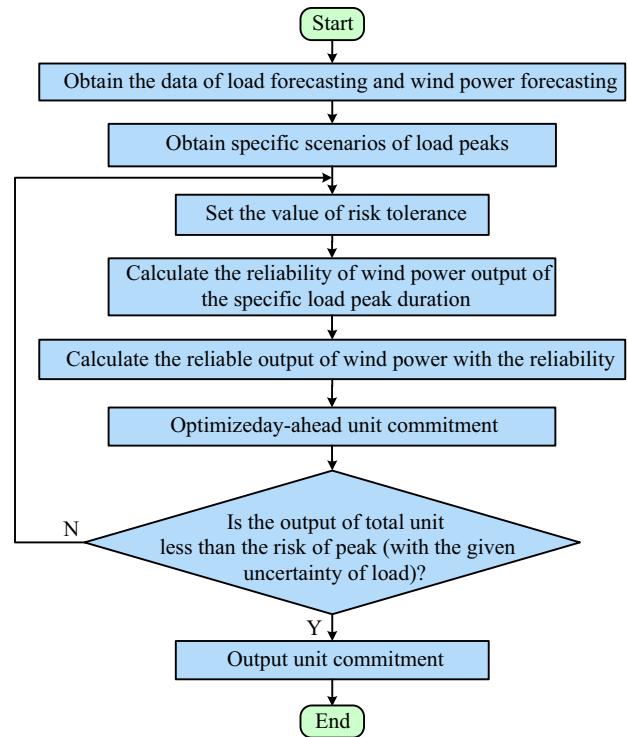 Start
Obtain the data of load forecasting and wind power forecasting
Obtain specific scenarios of load peaks
Set the value of risk tolerance
Calculate the reliability of wind power output of
the specific load peak duration
Calculate the reliable output of wind power with the reliability
Optimizeday-ahead unit commitment
Is the output of total unit
less than the risk of peak (with the given
uncertainty of load)?
N
Y
Output unit commitment
End